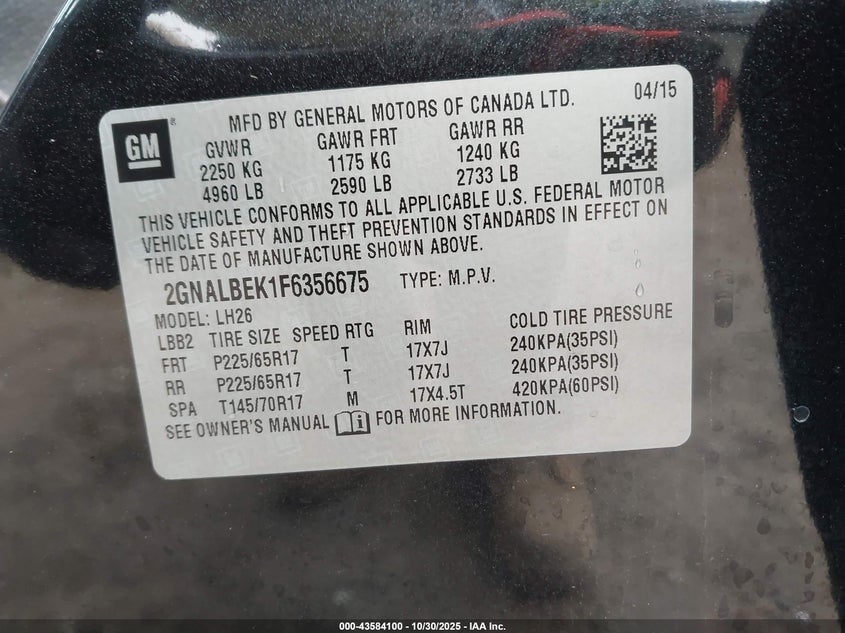 GM ®
MFD BY GENERAL MOTORS OF CANADA LTD. 04/15
GVWR GAWR FRT GAWR RR
2250 KG 1175 KG 1240 KG
4960 LB 2590 LB 2733 LB
THIS VEHICLE CONFORMS TO ALL APPLICABLE U.S. FEDERAL MOTOR
VEHICLE SAFETY AND THEFT PREVENTION STANDARDS IN EFFECT ON
THE DATE OF MANUFACTURE SHOWN ABOVE.
2GNALBEK1F6356675 TYPE: M.P.V.
MODEL: LH26
LBB2 TIRE SIZE SPEED RTG RIM COLD TIRE PRESSURE
FRT P225/65R17 T 17X7J 240KPA(35PSI)
RR P225/65R17 T 17X7J 240KPA(35PSI)
SPA T145/70R17 M 17X4.5T 420KPA(60PSI)
SEE OWNER'S MANUAL FOR MORE INFORMATION.
000-43584100 - 10/30/2025 - IAA Inc.